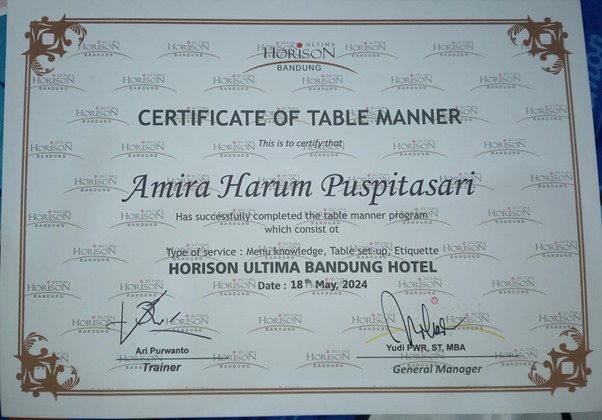 ULTIMA
HORISON
BANDUNG
CERTIFICATE OF TABLE MANNER
This is to certify that
Amira Harum Puspitasari
Has successfully completed the table manner program
which consist of
Type of service : Menu knowledge, Table set-up, Etiquette
HORISON ULTIMA BANDUNG HOTEL
Date : 18th May, 2024
Ari Purwanto
Trainer
Yudi PWR, ST, MBA
General Manager